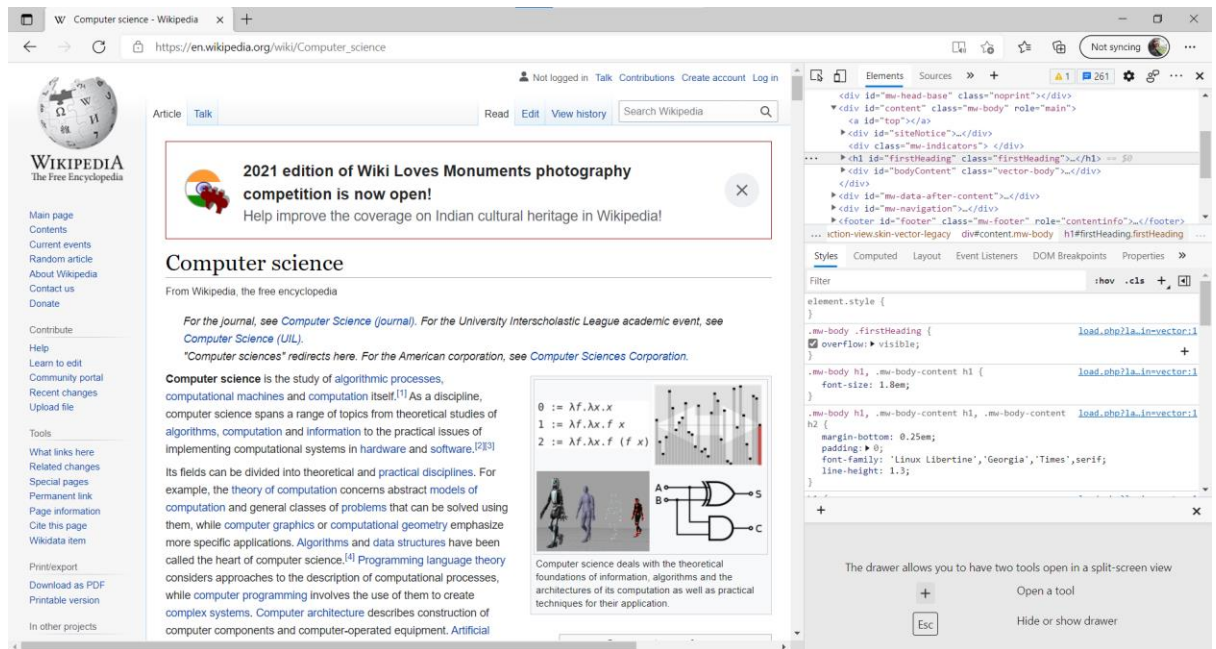 Computer science - Wikipedia
https://en.wikipedia.org/wiki/Computer_science
Not syncing
WIKIPEDIA
The Free Encyclopedia
Main page
Contents
Current events
Random article
About Wikipedia
Contact us
Donate
Contribute
Help
Learn to edit
Community portal
Recent changes
Upload file
Tools
What links here
Related changes
Special pages
Permanent link
Page information
Cite this page
Wikidata item
Print/export
Download as PDF
Printable version
In other projects
Not logged in Talk Contributions Create account Log in
Article Talk Read Edit View history Search Wikipedia
2021 edition of Wiki Loves Monuments photography
competition is now open!
Help improve the coverage on Indian cultural heritage in Wikipedia!
Computer science
From Wikipedia, the free encyclopedia
For the journal, see Computer Science (journal). For the University Interscholastic League academic event, see
Computer Science (UIL).
"Computer sciences" redirects here. For the American corporation, see Computer Sciences Corporation.
Computer science is the study of algorithmic processes,
computational machines and computation itself.[1] As a discipline,
computer science spans a range of topics from theoretical studies of
algorithms, computation and information to the practical issues of
implementing computational systems in hardware and software.[2][3]
Its fields can be divided into theoretical and practical disciplines. For
example, the theory of computation concerns abstract models of
computation and general classes of problems that can be solved using
them, while computer graphics or computational geometry emphasize
more specific applications. Algorithms and data structures have been
called the heart of computer science.[4] Programming language theory
considers approaches to the description of computational processes,
while computer programming involves the use of them to create
complex systems. Computer architecture describes construction of
computer components and computer-operated equipment. Artificial
0 := λf.λx.x
1 := λf.λx.f x
2 := λf.λx.f (f x)
A
B
S
C
Computer science deals with the theoretical
foundations of information, algorithms and the
architectures of its computation as well as practical
techniques for their application.
Elements Sources » + 1 261
<div id="mw-head-base" class="noprint"></div>
▼<div id="content" class="mw-body" role="main">
<a id="top"></a>
▶<div id="siteNotice">…</div>
<div class="mw-indicators"> </div>
··· ▶<h1 id="firstHeading" class="firstHeading">…</h1> == $0
▶<div id="bodyContent" class="vector-body">…</div>
</div>
▶<div id="mw-data-after-content">…</div>
▶<div id="mw-navigation">…</div>
▶<footer id="footer" class="mw-footer" role="contentinfo">…</footer>
... ction-view.skin-vector-legacy div#content.mw-body h1#firstHeading.firstHeading ...
Styles Computed Layout Event Listeners DOM Breakpoints Properties »
Filter :hov .cls +
element.style {
}
.mw-body .firstHeading { load.php?la…in=vector:1
overflow: ▶ visible;
}
.mw-body h1, .mw-body-content h1 { load.php?la…in=vector:1
font-size: 1.8em;
}
.mw-body h1, .mw-body-content h1, .mw-body-content load.php?la…in=vector:1
h2 {
margin-bottom: 0.25em;
padding: ▶ 0;
font-family: 'Linux Libertine','Georgia','Times',serif;
line-height: 1.3;
}
The drawer allows you to have two tools open in a split-screen view
+ Open a tool
Esc Hide or show drawer